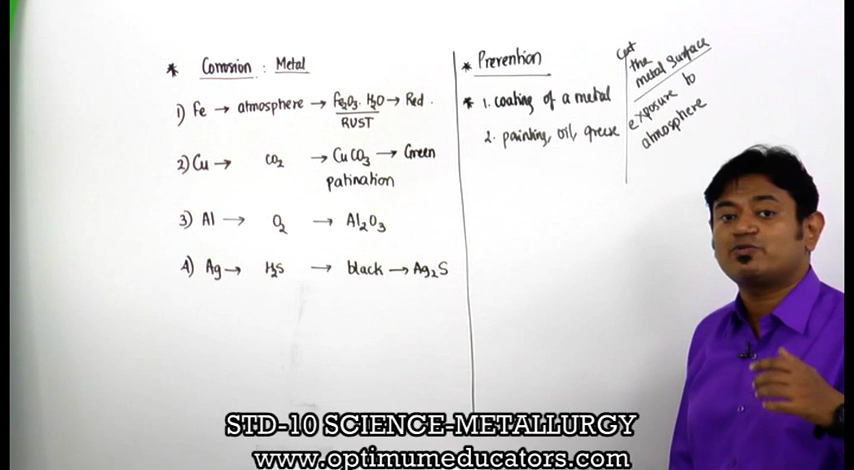 * Corrosion : Metal
1) Fe → atmosphere → Fe2O3. H2O → Red.
RUST
2) Cu → CO2 → CuCO3 → Green
patination
3) Al → O2 → Al2O3
4) Ag → H2S → black → Ag2S
* Prevention
* 1. coating of a metal
2. painting, oil, grease
cut
the
metal surface
exposure to
atmosphere
STD-10 SCIENCE-METALLURGY
www.optimumeducators.com